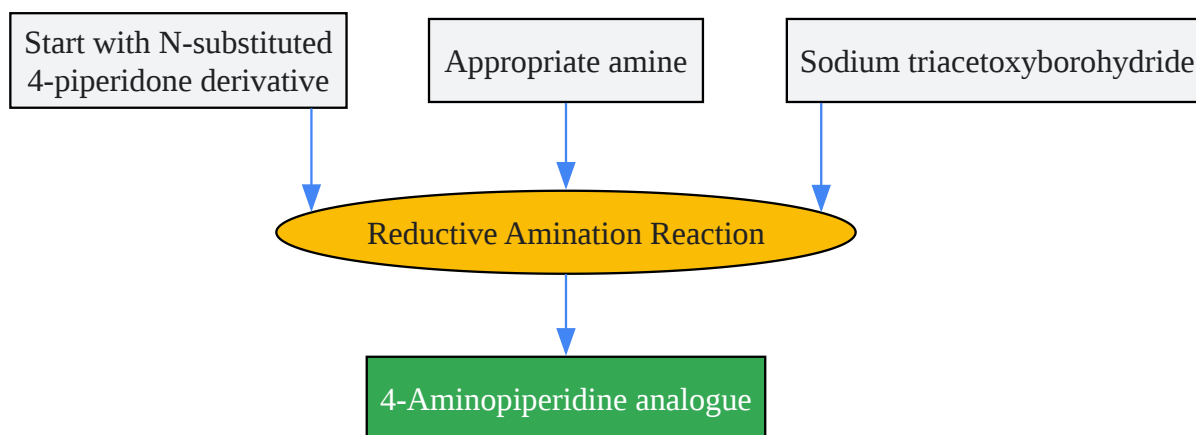 Start with N-substituted
4-piperidone derivative
Appropriate amine
Sodium triacetoxyborohydride
Reductive Amination Reaction
4-Aminopiperidine analogue